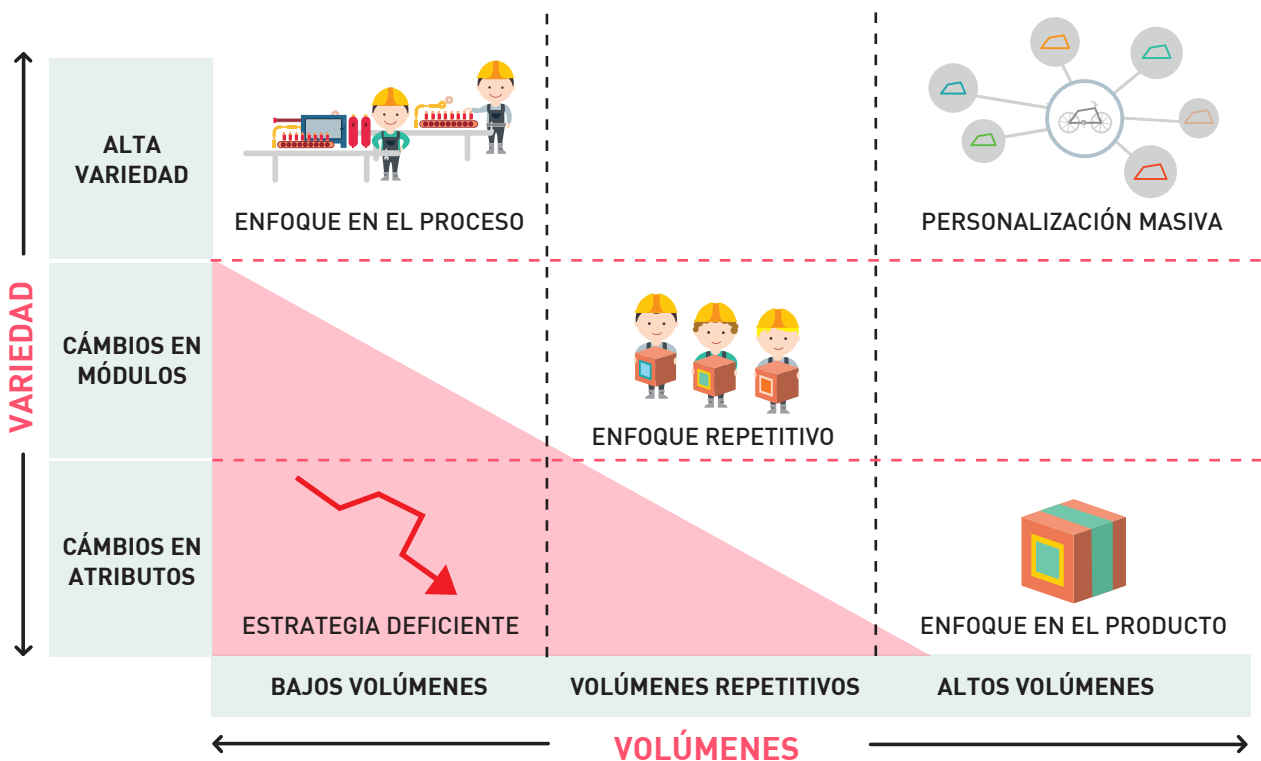 VARIEDAD
ALTA
VARIEDAD
ENFOQUE EN EL PROCESO
PERSONALIZACIÓN MASIVA
CÁMBIOS EN
MÓDULOS
ENFOQUE REPETITIVO
CÁMBIOS EN
ATRIBUTOS
ESTRATEGIA DEFICIENTE
ENFOQUE EN EL PRODUCTO
BAJOS VOLÚMENES
VOLÚMENES REPETITIVOS
ALTOS VOLÚMENES
VOLÚMENES